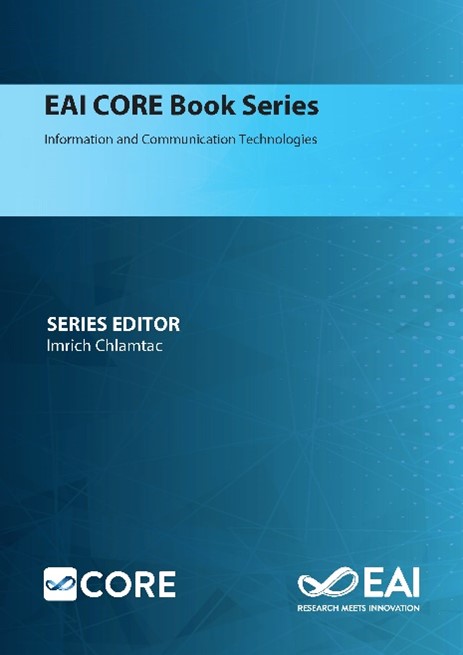 EAI CORE Book Series
Information and Communication Technologies
SERIES EDITOR
Imrich Chlamtac
CORE
EAI
RESEARCH MEETS INNOVATION